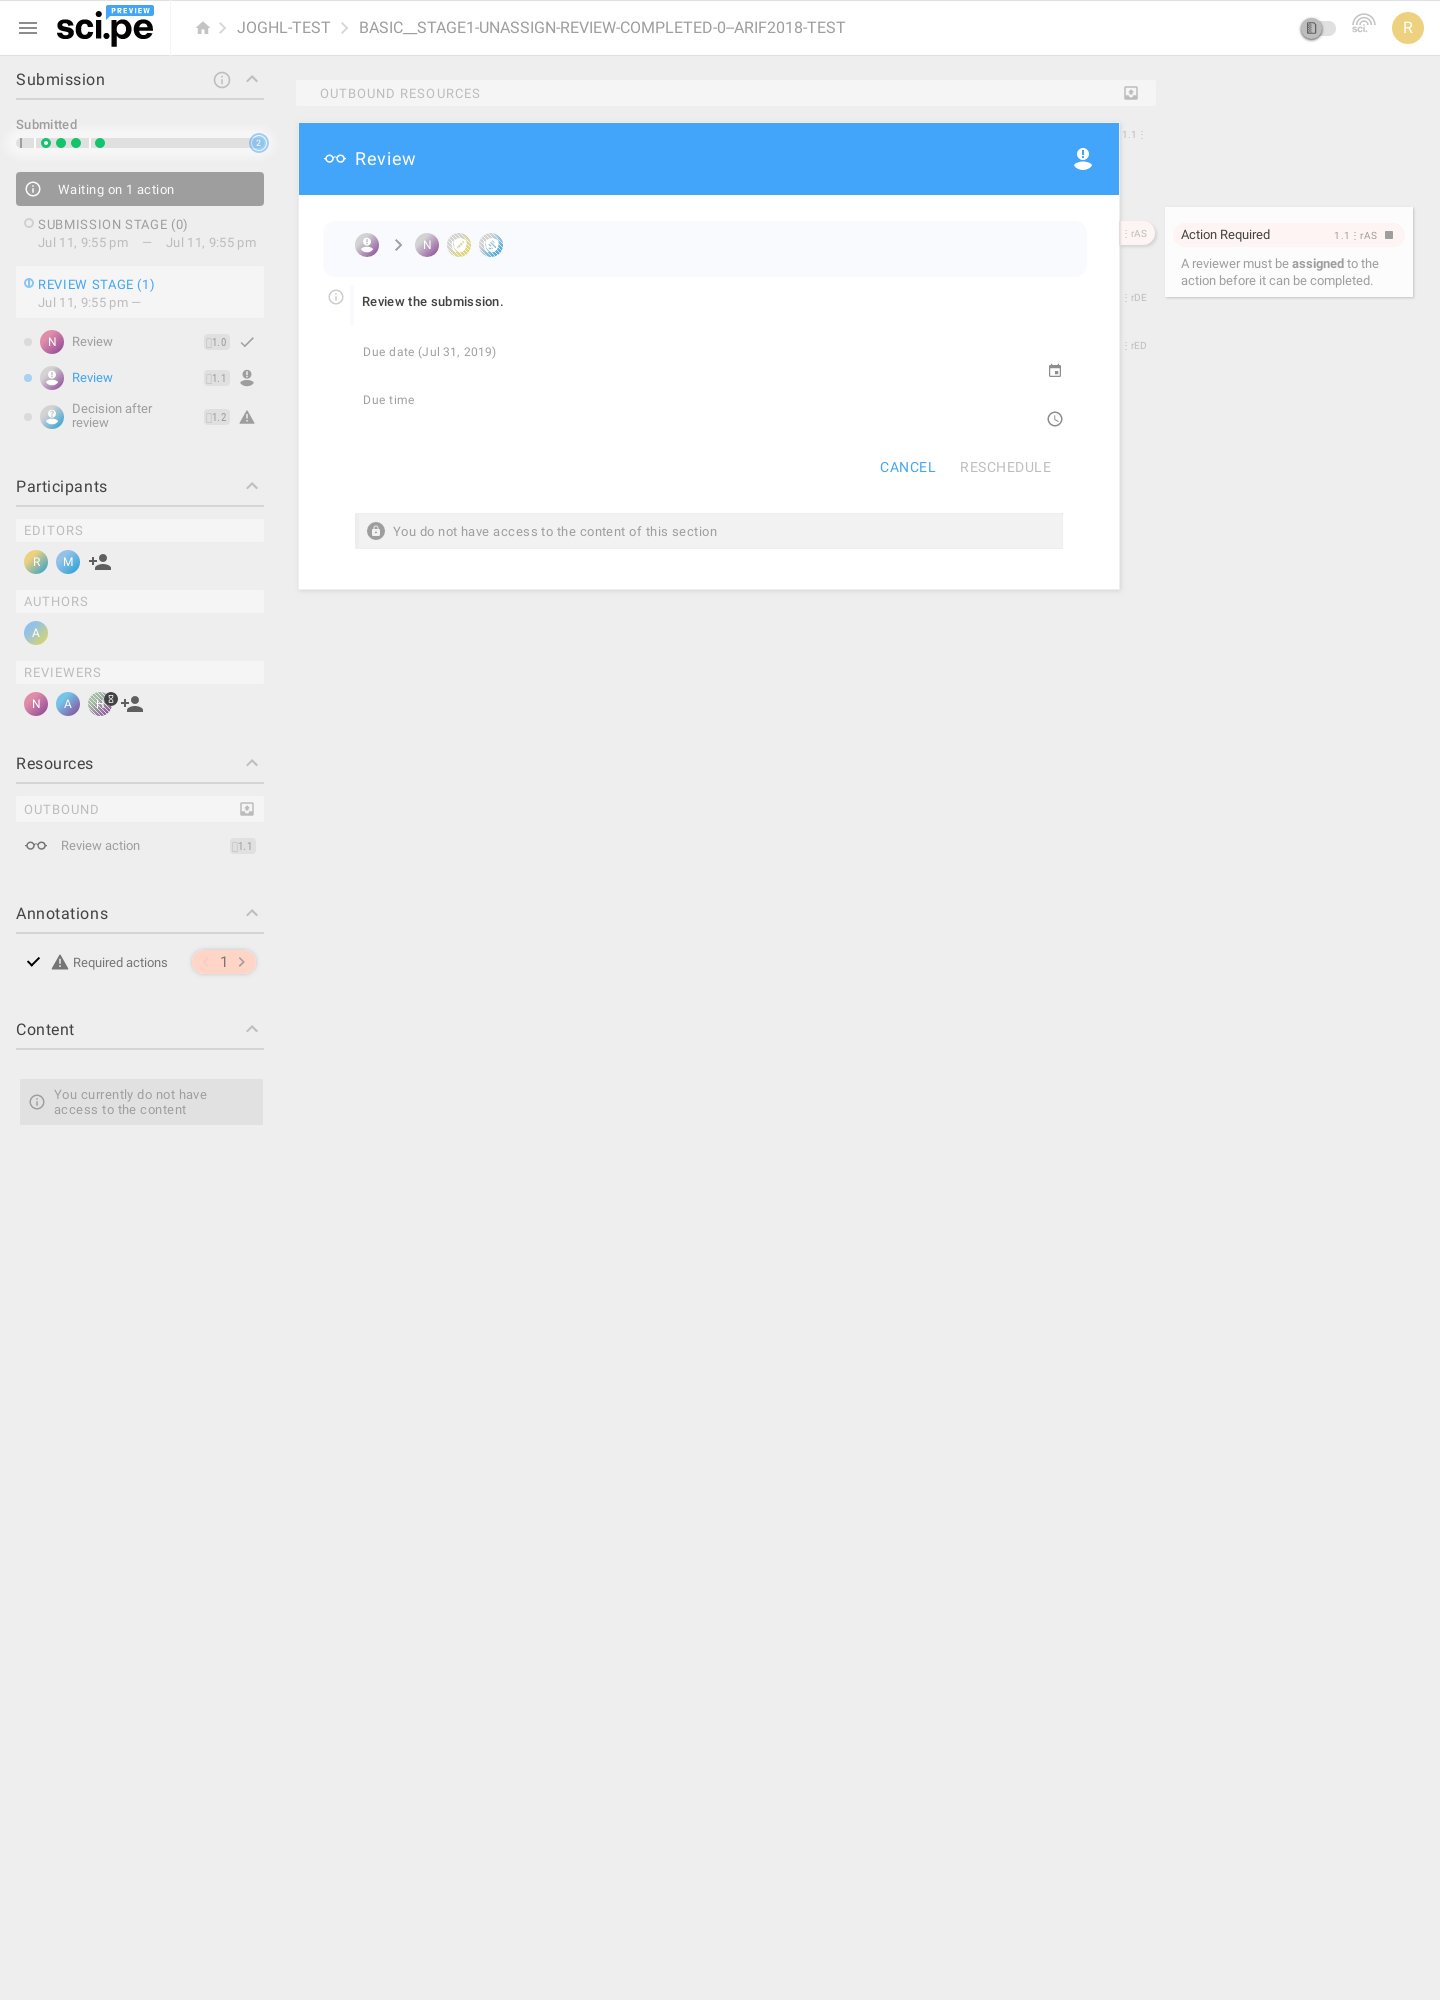 PREVIEW
sci.pe
JOGHL-TEST
BASIC__STAGE1-UNASSIGN-REVIEW-COMPLETED-0--ARIF2018-TEST
sci.
R
Submission
Submitted
2
Waiting on 1 action
SUBMISSION STAGE (0)
Jul 11, 9:55 pm — Jul 11, 9:55 pm
REVIEW STAGE (1)
Jul 11, 9:55 pm —
N Review 1.0
Review 1.1
Decision after
review
1.2
Participants
EDITORS
R M
AUTHORS
A
REVIEWERS
N A H
Resources
OUTBOUND
Review action 1.1
Annotations
Required actions 1
Content
You currently do not have
access to the content
OUTBOUND RESOURCES
Review
N
Review the submission.
Due date (Jul 31, 2019)
Due time
CANCEL RESCHEDULE
You do not have access to the content of this section
1.1⋮
⋮rAS
⋮rDE
⋮rED
Action Required 1.1⋮rAS
A reviewer must be assigned to the
action before it can be completed.